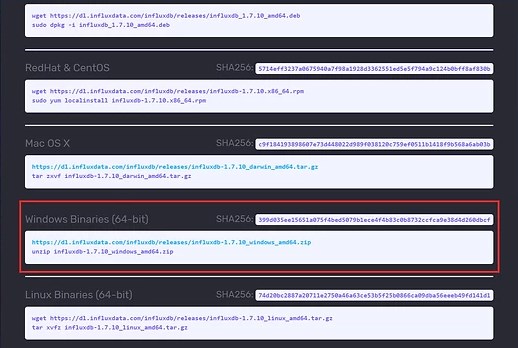 wget https://dl.influxdata.com/influxdb/releases/influxdb_1.7.10_amd64.deb
sudo dpkg -i influxdb_1.7.10_amd64.deb
RedHat & CentOS SHA256: 5714eff3237a0675940a7f98a1928d3362551ed5e5f794a9c124b0bff8af830b
wget https://dl.influxdata.com/influxdb/releases/influxdb-1.7.10.x86_64.rpm
sudo yum localinstall influxdb-1.7.10.x86_64.rpm
Mac OS X SHA256: c9f184193898607e73d448022d989f038120c759ef0511b1418f9b568a6ab03b
https://dl.influxdata.com/influxdb/releases/influxdb-1.7.10_darwin_amd64.tar.gz
tar zxvf influxdb-1.7.10_darwin_amd64.tar.gz
Windows Binaries (64-bit) SHA256: 399d035ee15651a075f4bed5079b1ece4f4b83c0b8732ccfca9e38d4d260dbcf
https://dl.influxdata.com/influxdb/releases/influxdb-1.7.10_windows_amd64.zip
unzip influxdb-1.7.10_windows_amd64.zip
Linux Binaries (64-bit) SHA256: 74d20bc2887a20711e2750a46a63ce53b5f25b0866ca09dba56eeeb49fd141d1
wget https://dl.influxdata.com/influxdb/releases/influxdb-1.7.10_linux_amd64.tar.gz
tar xvfz influxdb-1.7.10_linux_amd64.tar.gz